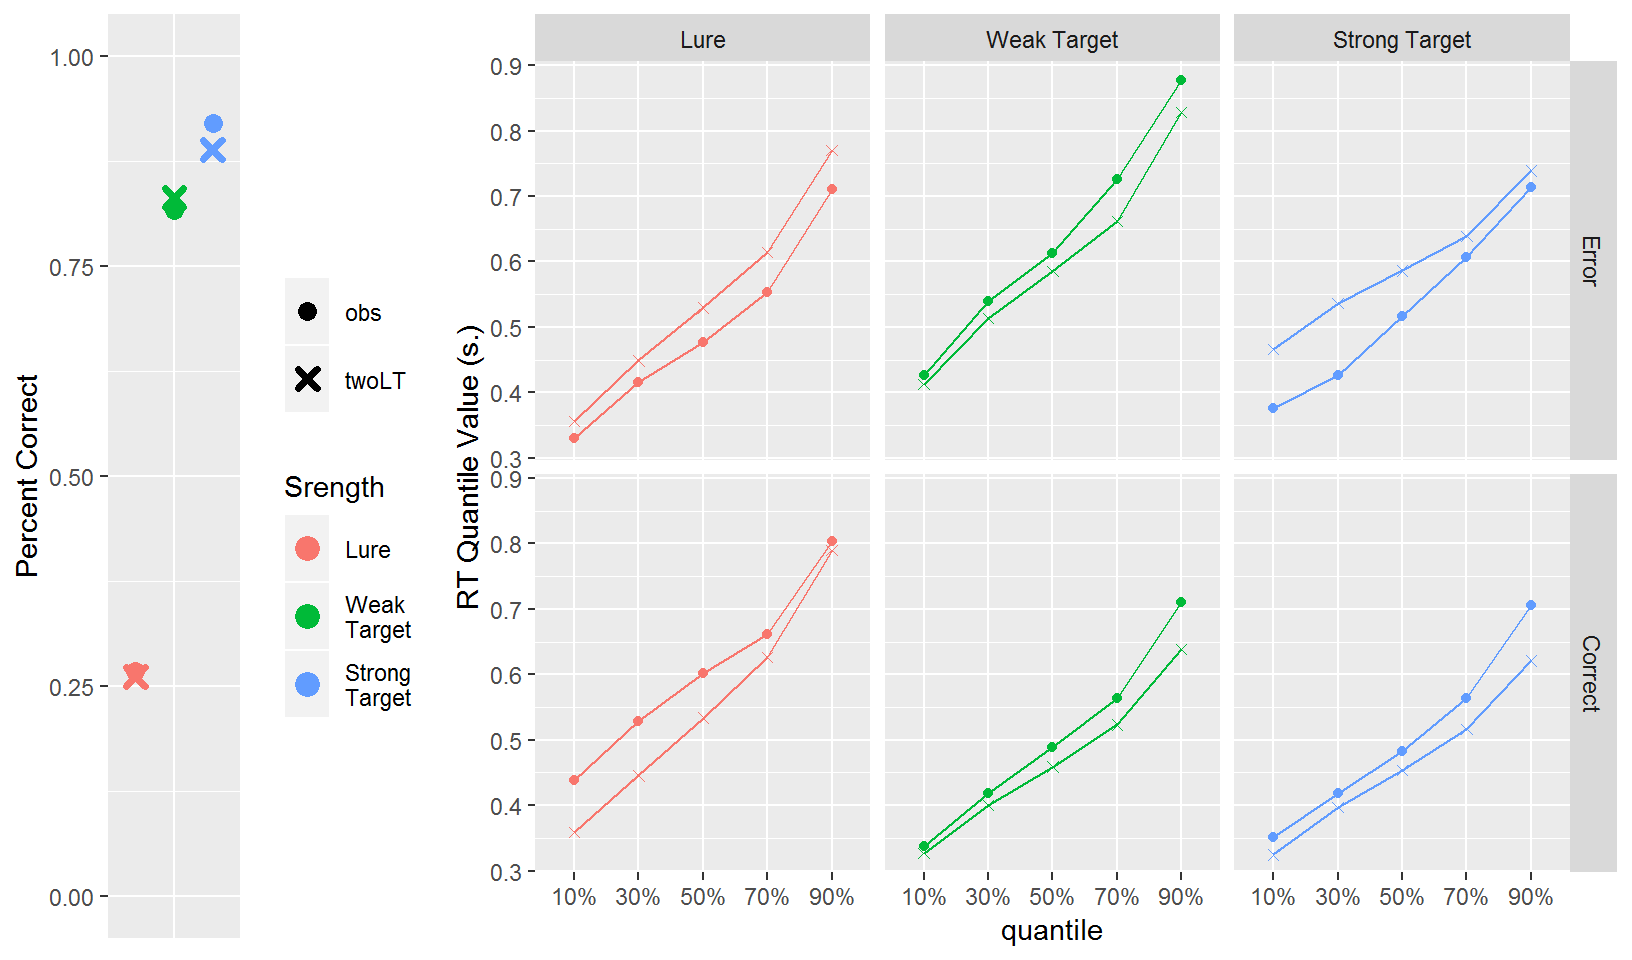 Percent Correct
1.00
0.75
0.50
0.25
0.00
obs
twoLT
Srength
Lure
Weak
Target
Strong
Target
RT Quantile Value (s.)
Lure
Weak Target
Strong Target
0.9
0.8
0.7
0.6
0.5
0.4
0.3
Error
0.9
0.8
0.7
0.6
0.5
0.4
0.3
Correct
10% 30% 50% 70% 90%
10% 30% 50% 70% 90%
10% 30% 50% 70% 90%
quantile